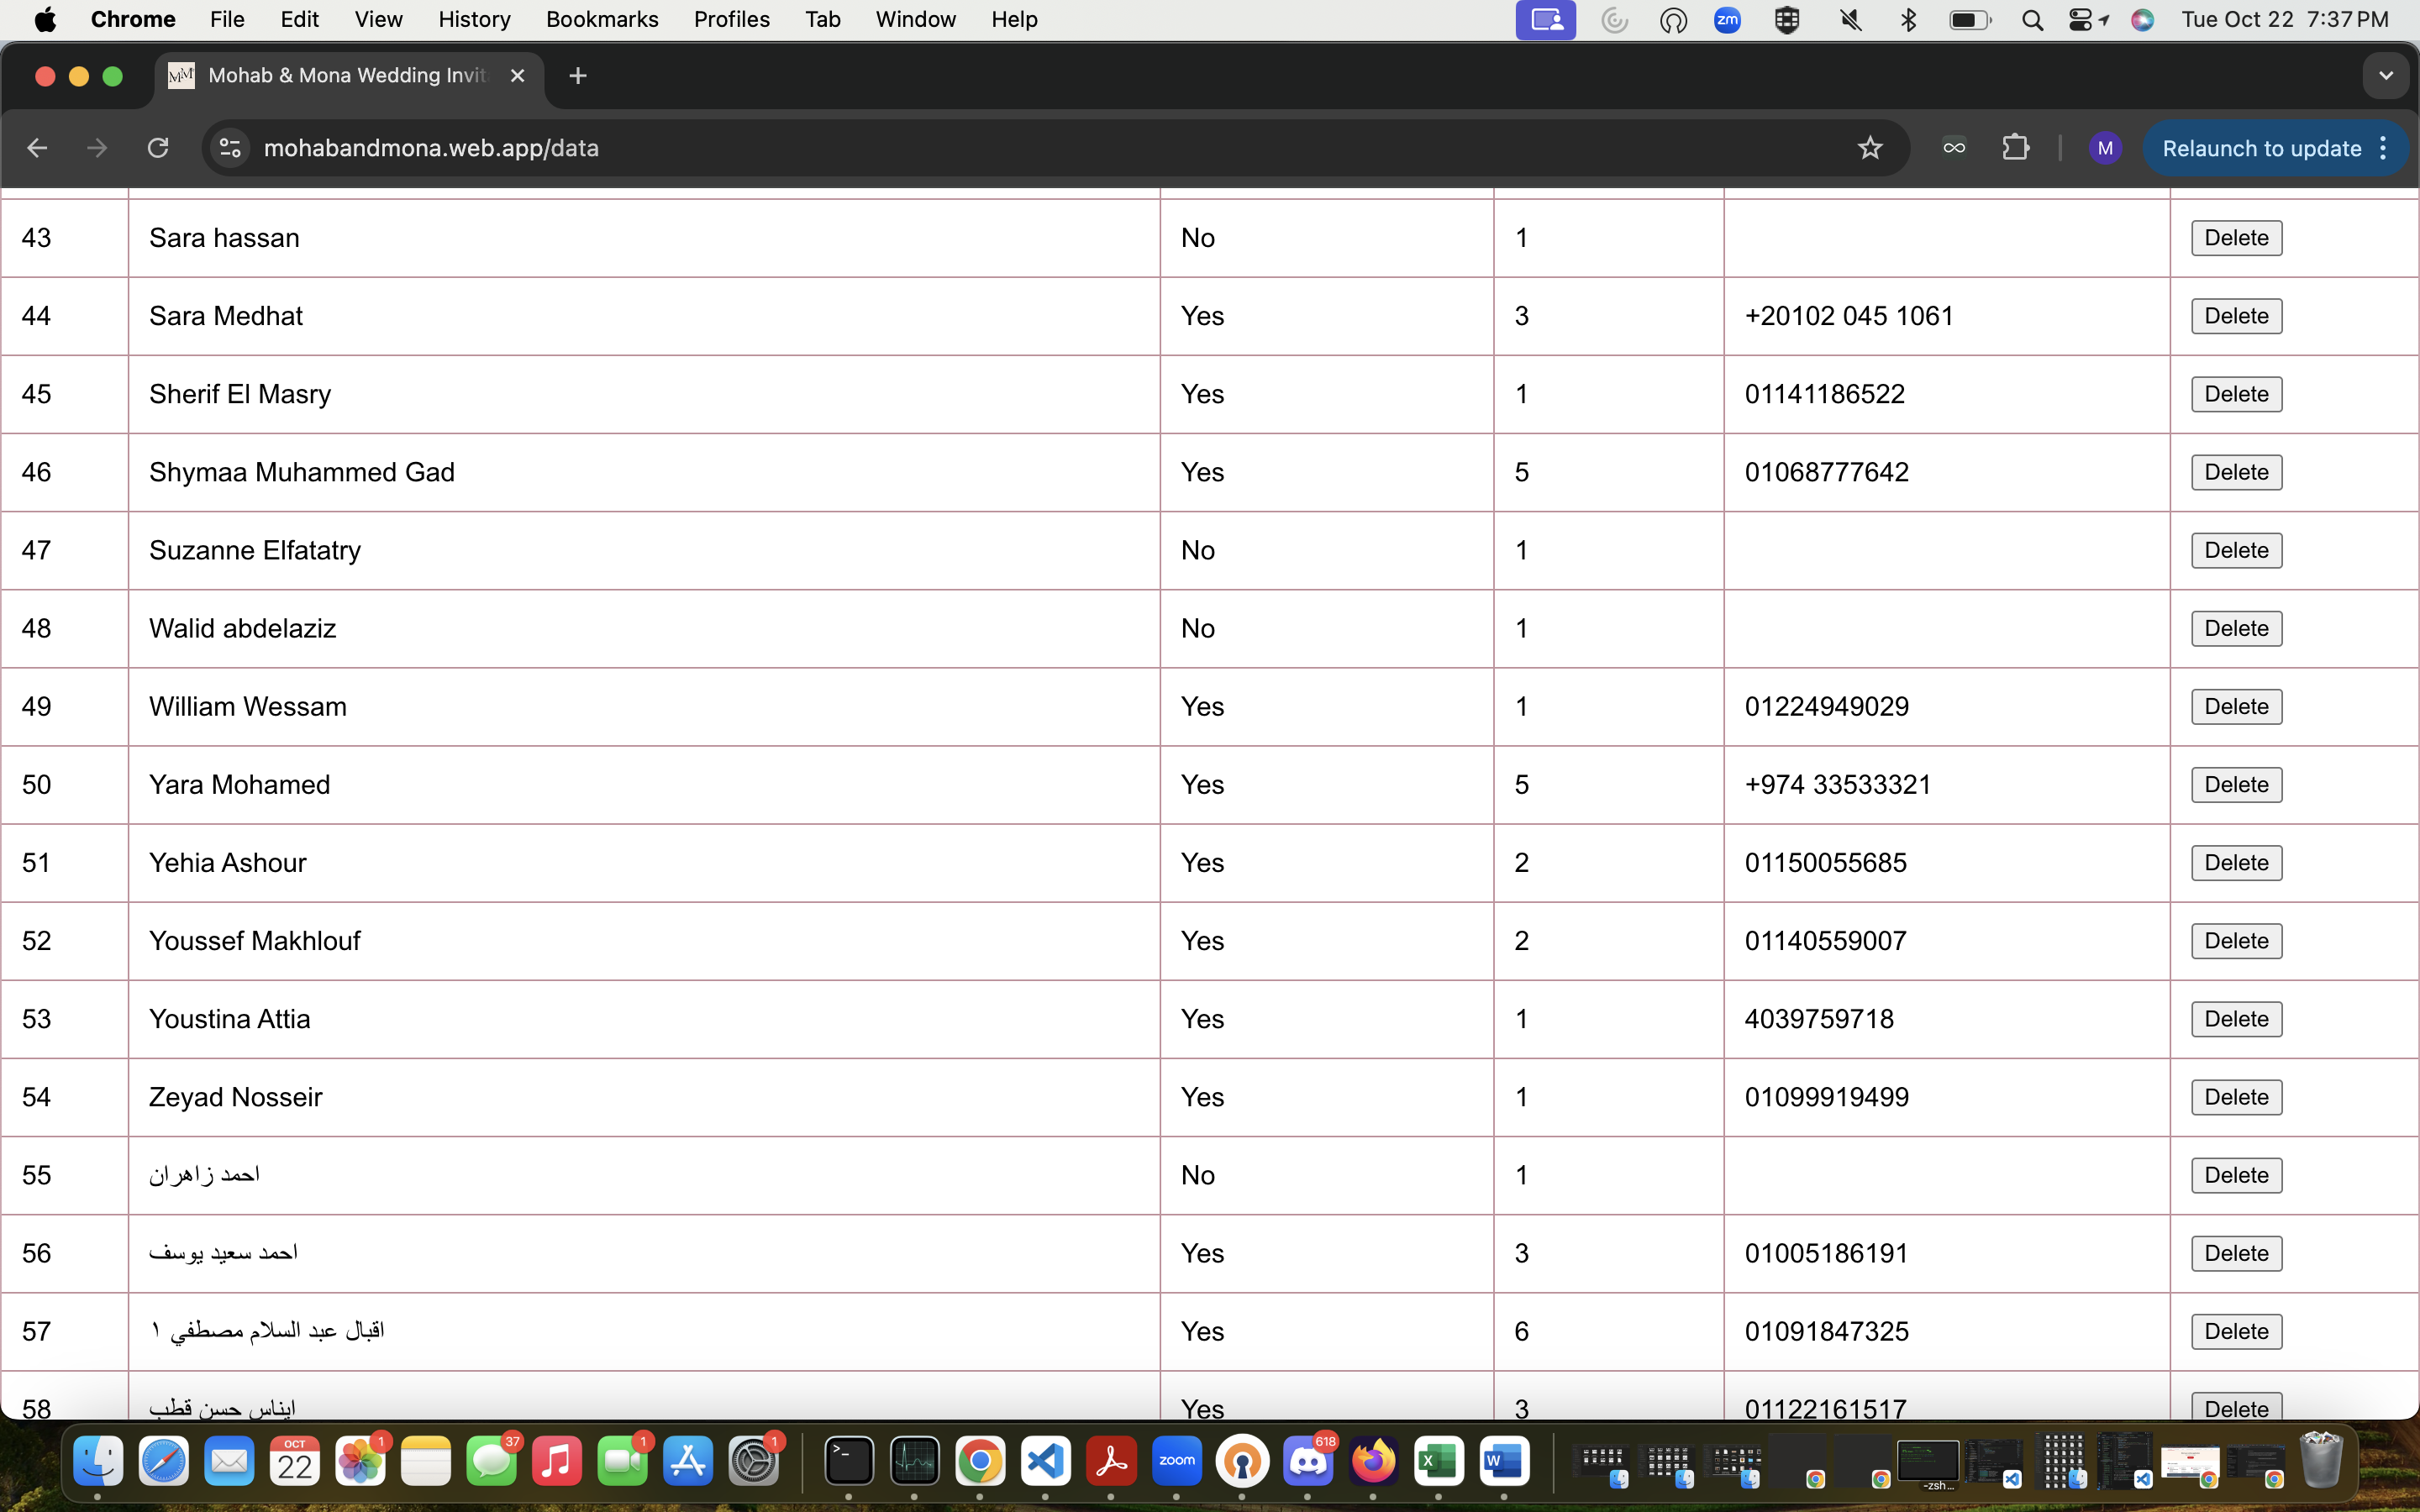 Chrome File Edit View History Bookmarks Profiles Tab Window Help zm Tue Oct 22 7:37 PM
Mohab & Mona Wedding Invit
mohabandmona.web.app/data M Relaunch to update
43 Sara hassan No 1 Delete
44 Sara Medhat Yes 3 +20102 045 1061 Delete
45 Sherif El Masry Yes 1 01141186522 Delete
46 Shymaa Muhammed Gad Yes 5 01068777642 Delete
47 Suzanne Elfatatry No 1 Delete
48 Walid abdelaziz No 1 Delete
49 William Wessam Yes 1 01224949029 Delete
50 Yara Mohamed Yes 5 +974 33533321 Delete
51 Yehia Ashour Yes 2 01150055685 Delete
52 Youssef Makhlouf Yes 2 01140559007 Delete
53 Youstina Attia Yes 1 4039759718 Delete
54 Zeyad Nosseir Yes 1 01099919499 Delete
55 احمد زاهران No 1 Delete
56 احمد سعيد يوسف Yes 3 01005186191 Delete
57 اقبال عبد السلام مصطفي ١ Yes 6 01091847325 Delete
58 ايناس حسن قطب Yes 3 01122161517 Delete
OCT 22 1 37 1 1 >_ zoom 618 X W -zsh...